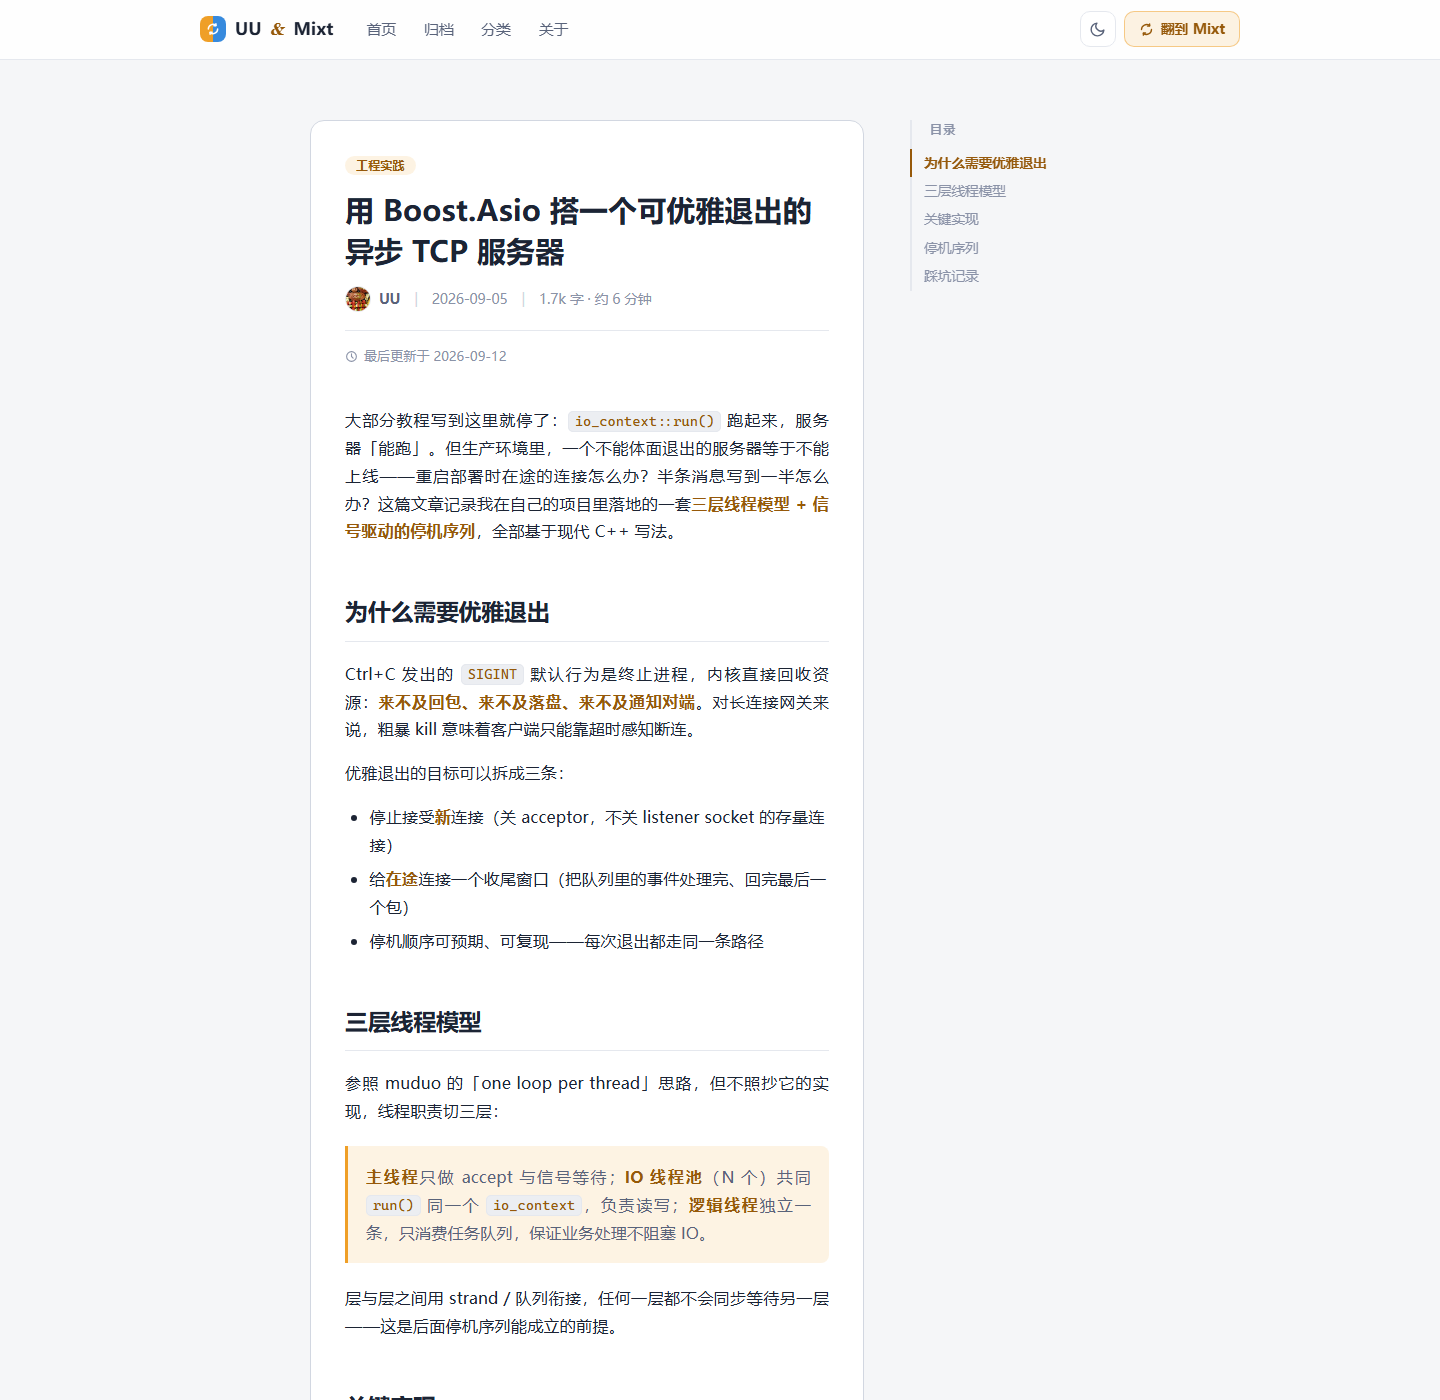 UU & Mixt 首页 归档 分类 关于 翻到 Mixt
工程实践
用 Boost.Asio 搭一个可优雅退出的
异步 TCP 服务器
UU | 2026-09-05 | 1.7k 字 · 约 6 分钟
最后更新于 2026-09-12
大部分教程写到这里就停了：io_context::run() 跑起来，服务
器「能跑」。但生产环境里，一个不能体面退出的服务器等于不能
上线——重启部署时在途的连接怎么办？半条消息写到一半怎么
办？这篇文章记录我在自己的项目里落地的一套三层线程模型 + 信
号驱动的停机序列，全部基于现代 C++ 写法。
为什么需要优雅退出
Ctrl+C 发出的 SIGINT 默认行为是终止进程，内核直接回收资
源：来不及回包、来不及落盘、来不及通知对端。对长连接网关来
说，粗暴 kill 意味着客户端只能靠超时感知断连。
优雅退出的目标可以拆成三条：
• 停止接受新连接（关 acceptor，不关 listener socket 的存量连
接）
• 给在途连接一个收尾窗口（把队列里的事件处理完、回完最后一
个包）
• 停机顺序可预期、可复现——每次退出都走同一条路径
三层线程模型
参照 muduo 的「one loop per thread」思路，但不照抄它的实
现，线程职责切三层：
主线程只做 accept 与信号等待；IO 线程池（N 个）共同
run() 同一个 io_context，负责读写；逻辑线程独立一
条，只消费任务队列，保证业务处理不阻塞 IO。
层与层之间用 strand / 队列衔接，任何一层都不会同步等待另一层
——这是后面停机序列能成立的前提。
关键实现
目录
为什么需要优雅退出
三层线程模型
关键实现
停机序列
踩坑记录